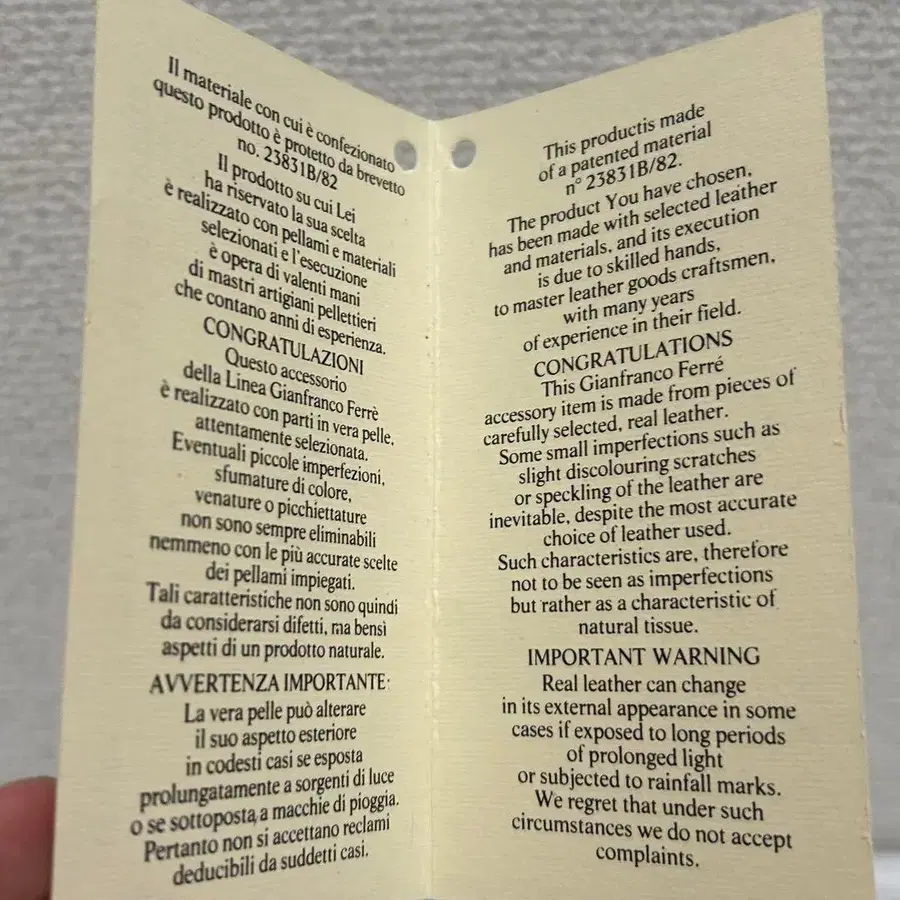 Il materiale con cui è confezionato
questo prodotto è protetto da brevetto
no. 23831B/82
Il prodotto su cui Lei
ha riservato la sua scelta
è realizzato con pellami e materiali
selezionati e l'esecuzione
è opera di valenti mani
di mastri artigiani pellettieri
che contano anni di esperienza.
CONGRATULAZIONI
Questo accessorio
della Linea Gianfranco Ferrè
è realizzato con parti in vera pelle,
attentamente selezionata.
Eventuali piccole imperfezioni,
sfumature di colore,
venature o picchiettature
non sono sempre eliminabili
nemmeno con le più accurate scelte
dei pellami impiegati.
Tali caratteristiche non sono quindi
da considerarsi difetti, ma bensì
aspetti di un prodotto naturale.
AVVERTENZA IMPORTANTE:
La vera pelle può alterare
il suo aspetto esteriore
in codesti casi se esposta
prolungatamente a sorgenti di luce
o se sottoposta a macchie di pioggia.
Pertanto non si accettano reclami
deducibili da suddetti casi.
This productis made
of a patented material
n° 23831B/82.
The product You have chosen,
has been made with selected leather
and materials, and its execution
is due to skilled hands,
to master leather goods craftsmen,
with many years
of experience in their field.
CONGRATULATIONS
This Gianfranco Ferré
accessory item is made from pieces of
carefully selected, real leather.
Some small imperfections such as
slight discolouring scratches
or speckling of the leather are
inevitable, despite the most accurate
choice of leather used.
Such characteristics are, therefore
not to be seen as imperfections
but rather as a characteristic of
natural tissue.
IMPORTANT WARNING
Real leather can change
in its external appearance in some
cases if exposed to long periods
of prolonged light
or subjected to rainfall marks.
We regret that under such
circumstances we do not accept
complaints.